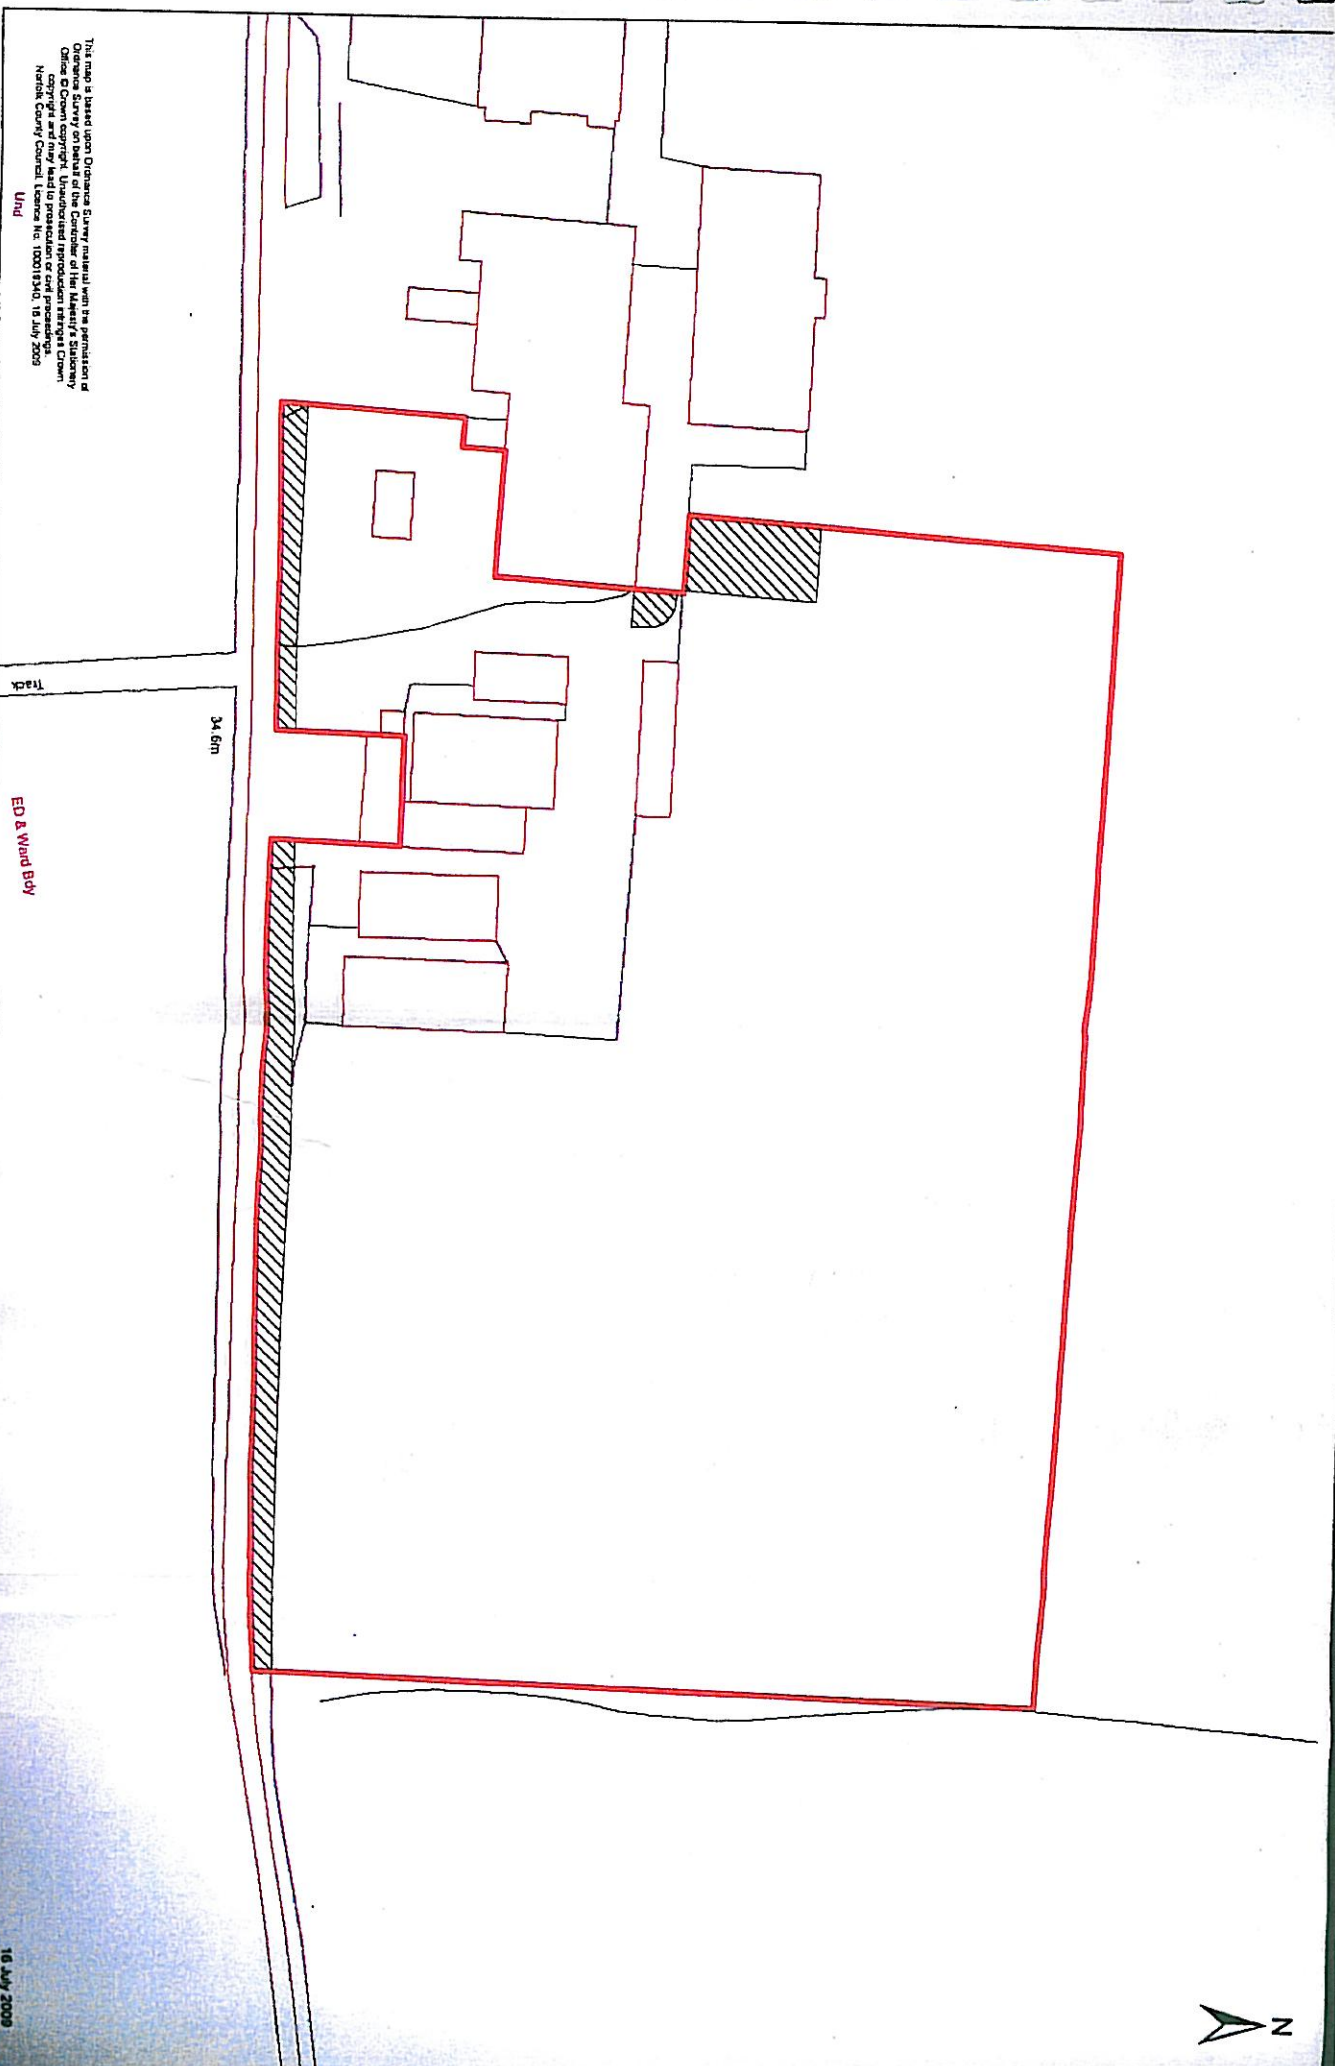 This map is based upon Ordnance Survey material with the permission of
Ordnance Survey on behalf of the Controller of Her Majesty's Stationery
Office © Crown copyright. Unauthorised reproduction infringes Crown
copyright and may lead to prosecution or civil proceedings.
Norfolk County Council. Licence No. 100019340, 16 July 2009
Und
Track
34.6m
ED & Ward Bdy
N
16 July 2009